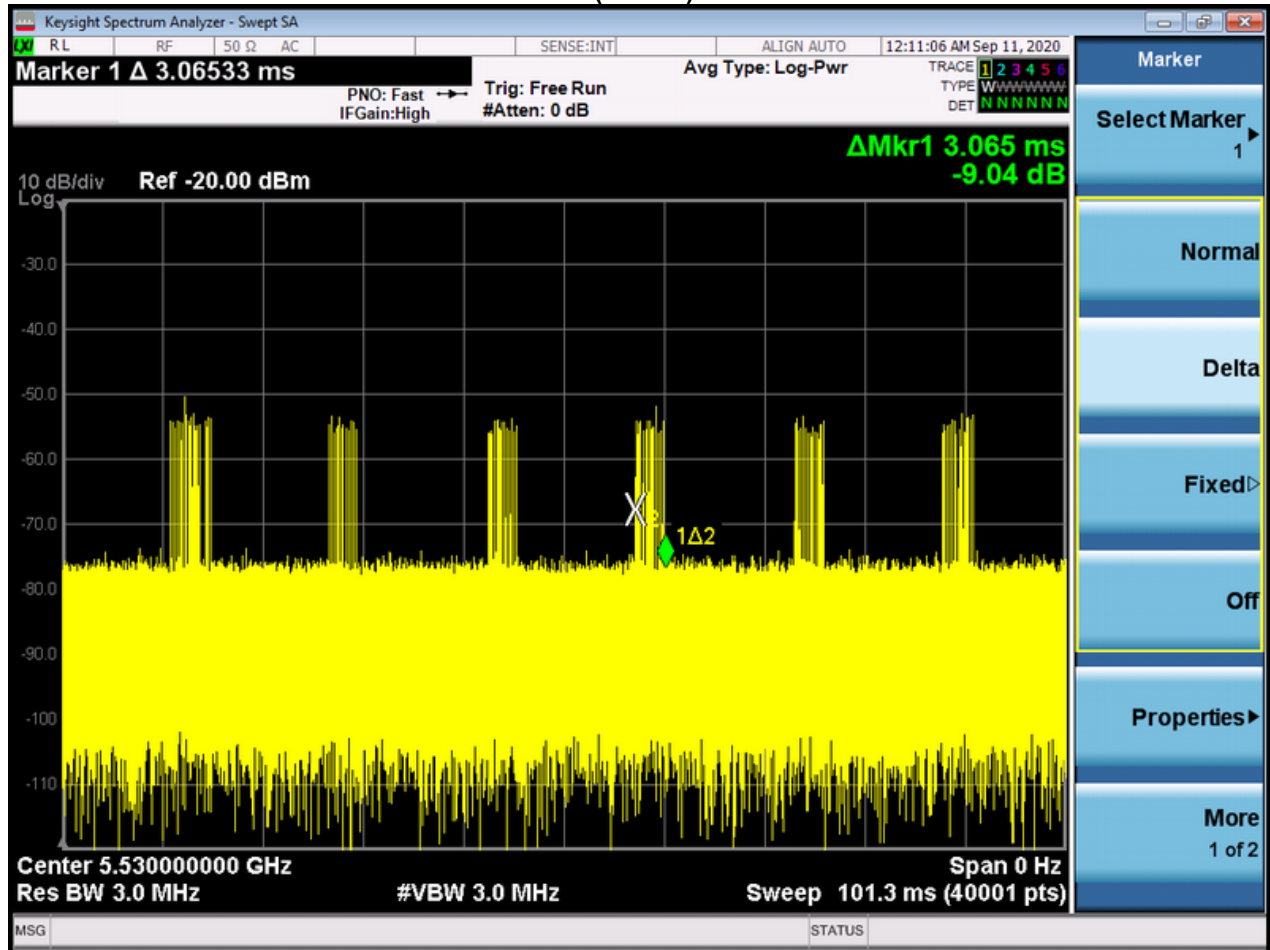 Keysight Spectrum Analyzer - Swept SA
LXI RL RF 50 Ω AC SENSE:INT ALIGN AUTO 12:11:06 AM Sep 11, 2020
Marker 1 Δ 3.06533 ms
PNO: Fast
IFGain:High
Trig: Free Run
#Atten: 0 dB
Avg Type: Log-Pwr
TRACE 1 2 3 4 5 6
TYPE WWWWWW
DET N N N N N N
ΔMkr1 3.065 ms
-9.04 dB
10 dB/div Ref -20.00 dBm
Log
-30.0
-40.0
-50.0
-60.0
-70.0
-80.0
-90.0
-100
-110
X2
1Δ2
Center 5.530000000 GHz Span 0 Hz
Res BW 3.0 MHz #VBW 3.0 MHz Sweep 101.3 ms (40001 pts)
MSG STATUS
Marker
Select Marker
1
Normal
Delta
Fixed
Off
Properties
More
1 of 2